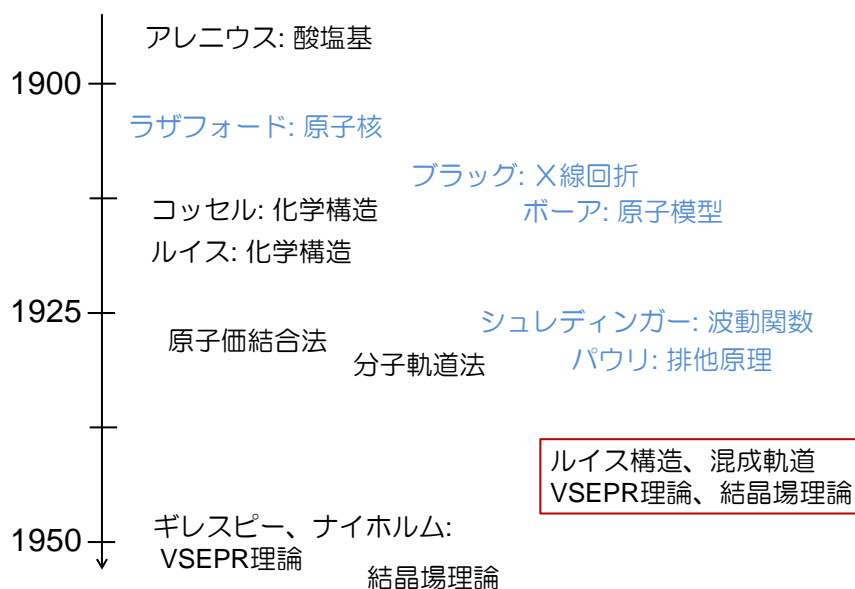 アレニウス: 酸塩基
1900
ラザフォード: 原子核
ブラッグ: X線回折
コッセル: 化学構造
ボーア: 原子模型
ルイス: 化学構造
1925
シュレディンガー: 波動関数
原子価結合法
分子軌道法
パウリ: 排他原理
ルイス構造、混成軌道
VSEPR理論、結晶場理論
ギレスピー、ナイホルム:
1950
VSEPR理論
結晶場理論